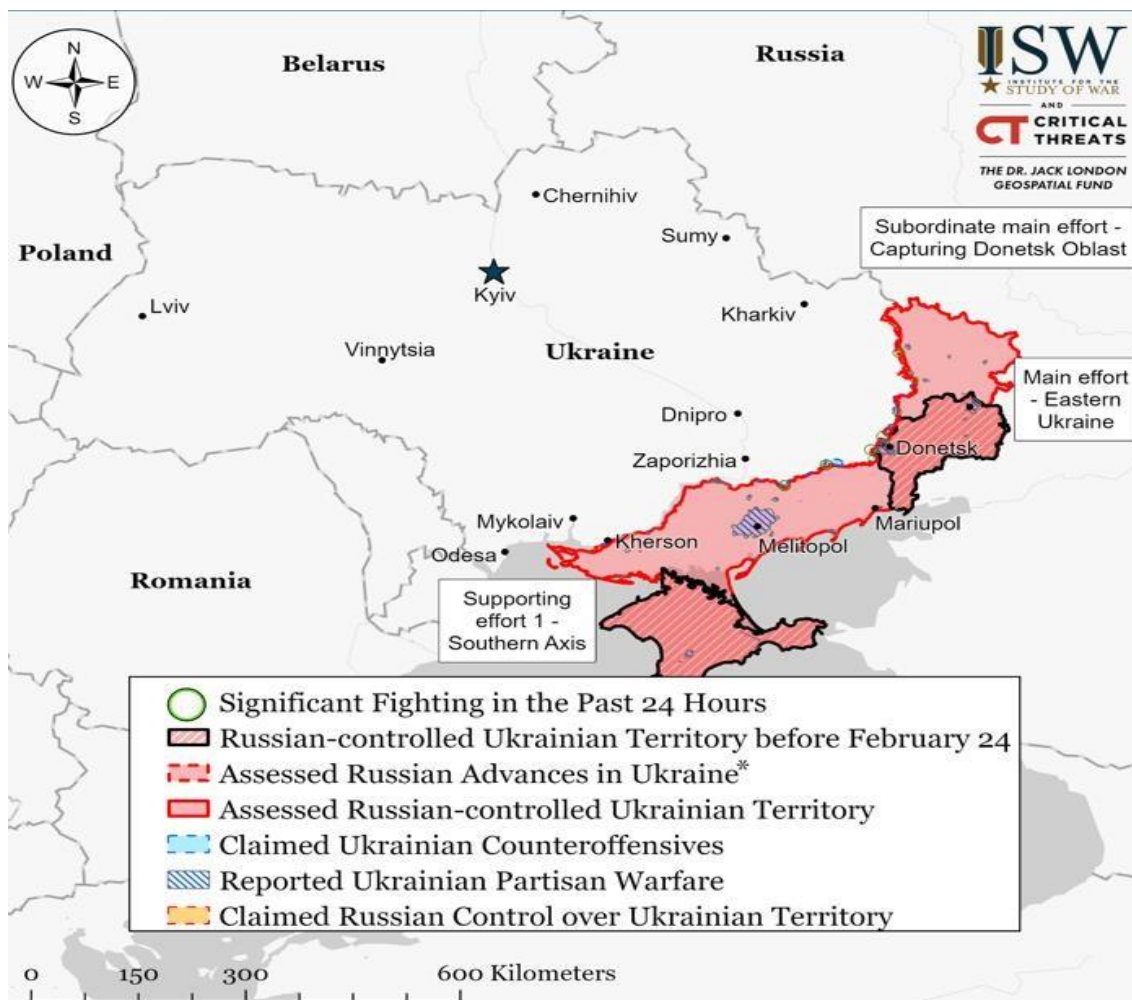 N
W E
S
Belarus
Russia
ISW
INSTITUTE FOR THE
STUDY OF WAR
AND
CT CRITICAL
THREATS
THE DR. JACK LONDON
GEOSPATIAL FUND
Chernihiv
Sumy
Subordinate main effort -
Capturing Donetsk Oblast
Poland
Kyiv
Lviv
Kharkiv
Vinnytsia
Ukraine
Main effort
- Eastern
Ukraine
Dnipro
Donetsk
Zaporizhia
Mykolaiv
Mariupol
Kherson
Melitopol
Odesa
Romania
Supporting
effort 1 -
Southern Axis
Significant Fighting in the Past 24 Hours
Russian-controlled Ukrainian Territory before February 24
Assessed Russian Advances in Ukraine*
Assessed Russian-controlled Ukrainian Territory
Claimed Ukrainian Counteroffensives
Reported Ukrainian Partisan Warfare
Claimed Russian Control over Ukrainian Territory
0 150 300 600 Kilometers